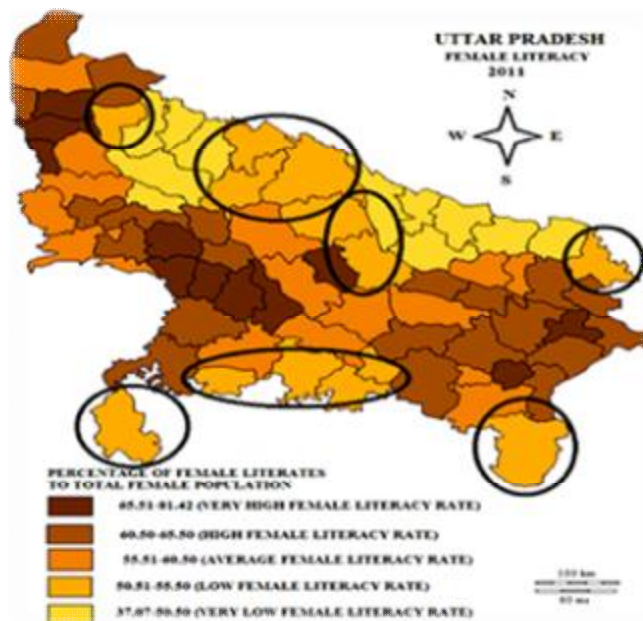 UTTAR PRADESH
FEMALE LITERACY
2011
N
W E
S
PERCENTAGE OF FEMALE LITERATES
TO TOTAL FEMALE POPULATION
65.51-81.42 (VERY HIGH FEMALE LITERACY RATE)
60.50-65.50 (HIGH FEMALE LITERACY RATE)
55.51-60.50 (AVERAGE FEMALE LITERACY RATE)
50.51-55.50 (LOW FEMALE LITERACY RATE)
37.07-50.50 (VERY LOW FEMALE LITERACY RATE)
100 km